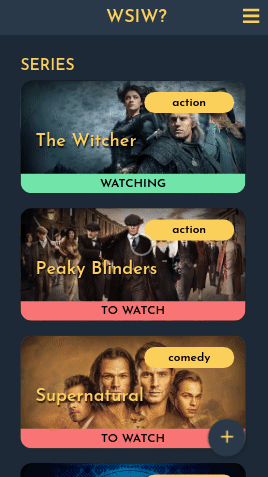 WSIW?
SERIES
action
The Witcher
WATCHING
action
Peaky Blinders
TO WATCH
comedy
Supernatural
TO WATCH
+